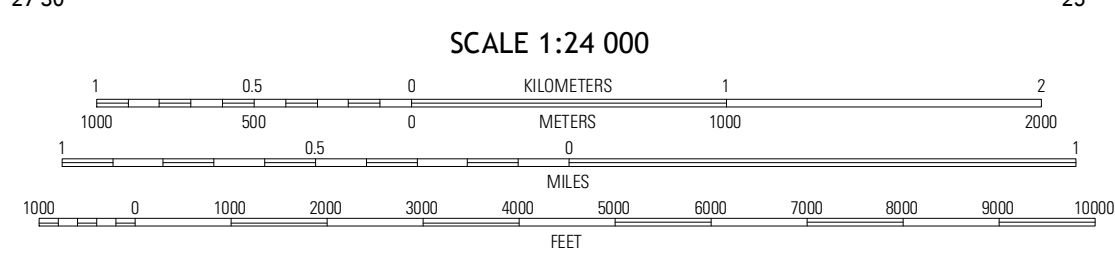 27'30" 25'
SCALE 1:24 000
1 0.5 0 KILOMETERS 1 2
1000 500 0 METERS 1000 2000
1 0.5 0 1
MILES
1000 0 1000 2000 3000 4000 5000 6000 7000 8000 9000 10000
FEET